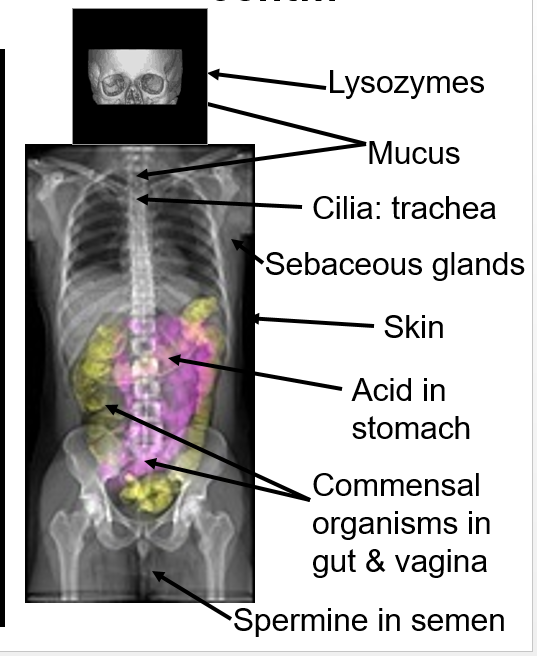 Lysozymes
Mucus
Cilia: trachea
Sebaceous glands
Skin
Acid in
stomach
Commensal
organisms in
gut & vagina
Spermine in semen